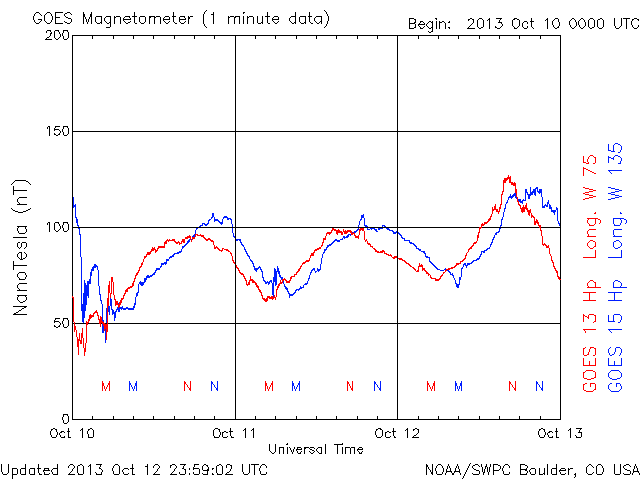 GOES Magnetometer (1 minute data)
Begin: 2013 Oct 10 0000 UTC
200
150
100
50
0
NanoTesla (nT)
M M N N M M N N M M N N
Oct 10 Oct 11 Oct 12 Oct 13
Universal Time
GOES 13 Hp Long. W 75
GOES 15 Hp Long. W 135
Updated 2013 Oct 12 23:59:02 UTC
NOAA/SWPC Boulder, CO USA